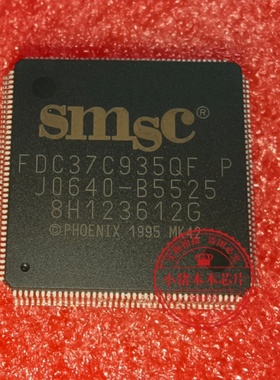 smsc®
FDC37C935QF P
J0640-B5525
8H123612G
©PHOENIX 1995 MK42